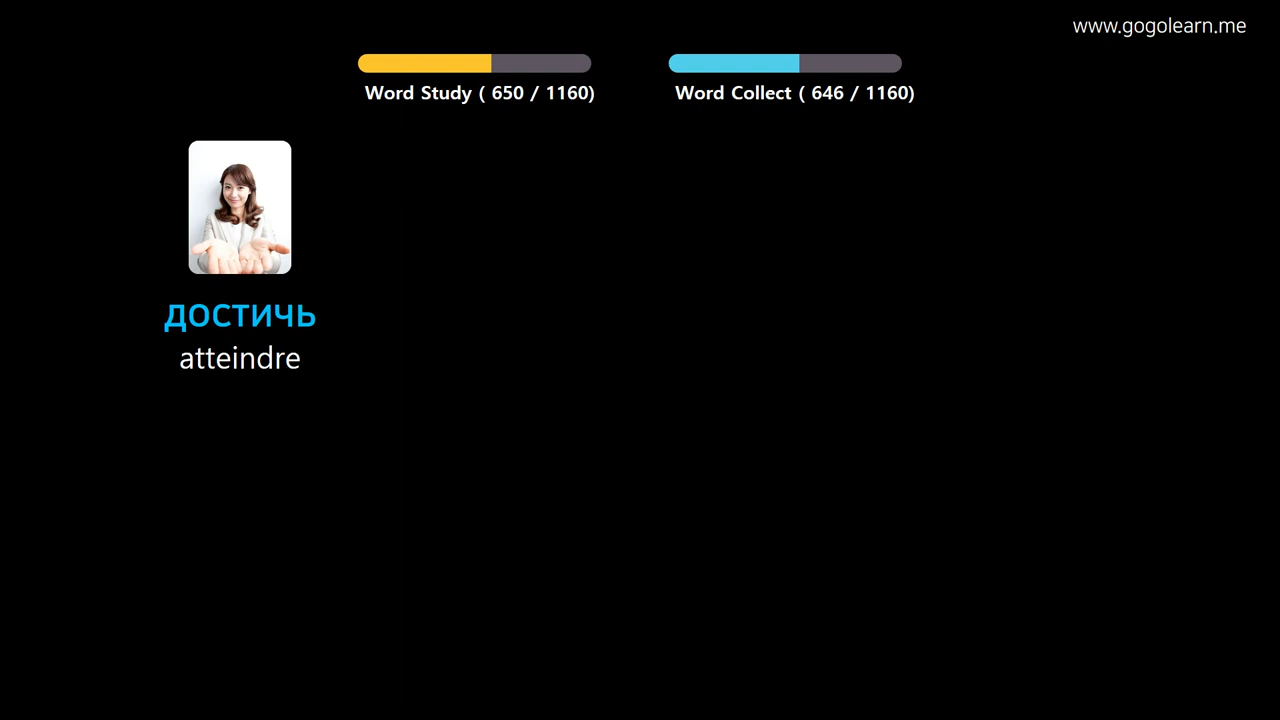 www.gogolearn.me
Word Study ( 650 / 1160)
Word Collect ( 646 / 1160)
достичь
atteindre